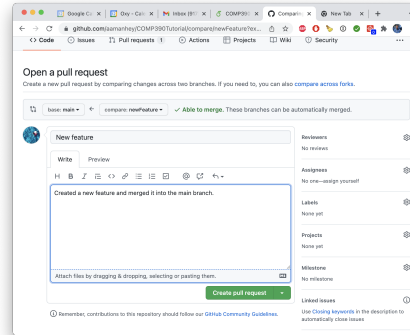 Google Ca
Oxy – Cale
Inbox (97
COMP390
Comparin
New Tab
github.com/samanhey/COMP390Tutorial/compare/newFeature?ex...
Code
Issues
Pull requests 1
Actions
Projects
Wiki
Security
Open a pull request
Create a new pull request by comparing changes across two branches. If you need to, you can also compare across forks.
base: main
compare: newFeature
Able to merge. These branches can be automatically merged.
New feature
Write
Preview
Created a new feature and merged it into the main branch.
Attach files by dragging & dropping, selecting or pasting them.
Create pull request
Remember, contributions to this repository should follow our GitHub Community Guidelines.
Reviewers
No reviews
Assignees
No one—assign yourself
Labels
None yet
Projects
None yet
Milestone
No milestone
Linked issues
Use Closing keywords in the description to
automatically close issues